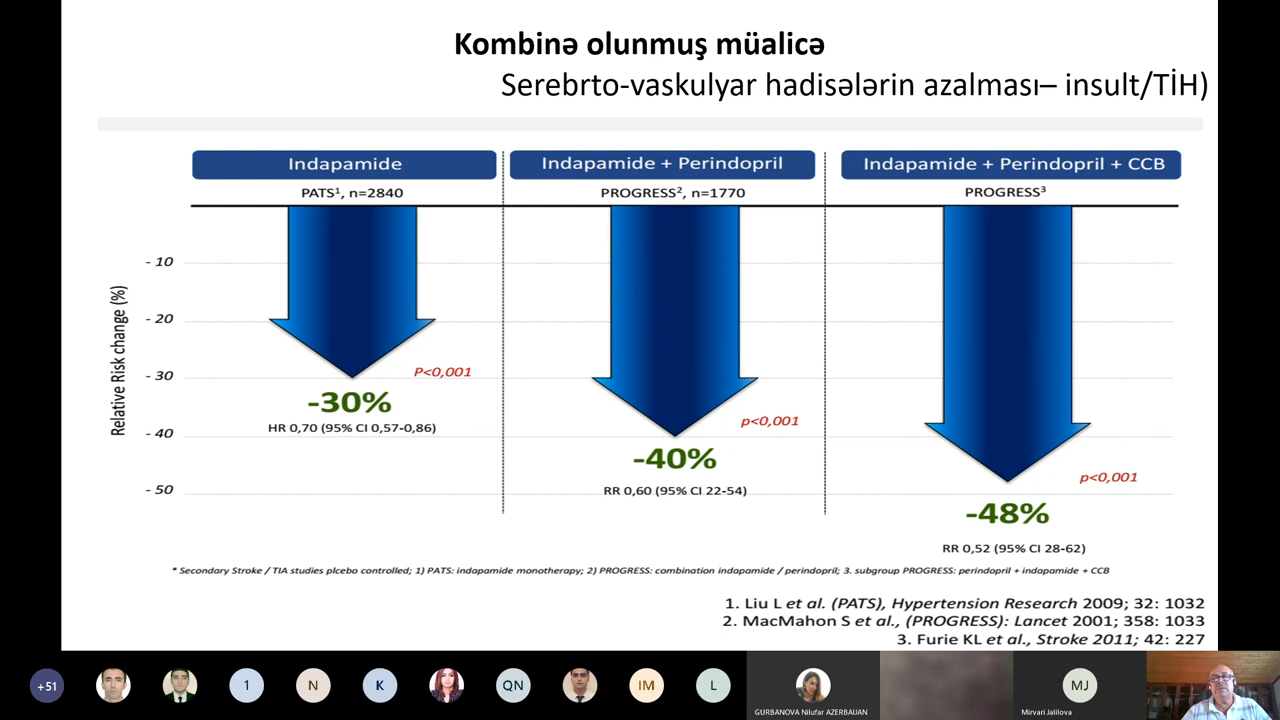 Kombinə olunmuş müalicə
Serebrto-vaskulyar hadisələrin azalması– insult/TİH)
Indapamide
Indapamide + Perindopril
Indapamide + Perindopril + CCB
PATS¹, n=2840
PROGRESS², n=1770
PROGRESS³
Relative Risk change (%)
- 10
- 20
- 30
- 40
- 50
P<0,001
-30%
HR 0,70 (95% CI 0,57-0,86)
p<0,001
-40%
RR 0,60 (95% CI 22-54)
p<0,001
-48%
RR 0,52 (95% CI 28-62)
* Secondary Stroke / TIA studies plcebo controlled; 1) PATS: indapamide monotherapy; 2) PROGRESS: combination indapamide / perindopril; 3. subgroup PROGRESS: perindopril + indapamide + CCB
1. Liu L et al. (PATS), Hypertension Research 2009; 32: 1032
2. MacMahon S et al., (PROGRESS): Lancet 2001; 358: 1033
3. Furie KL et al., Stroke 2011; 42: 227
+51
1
N
K
QN
IM
L
GURBANOVA Nilufar AZERBAIJAN
MJ
Mirvari Jalilova